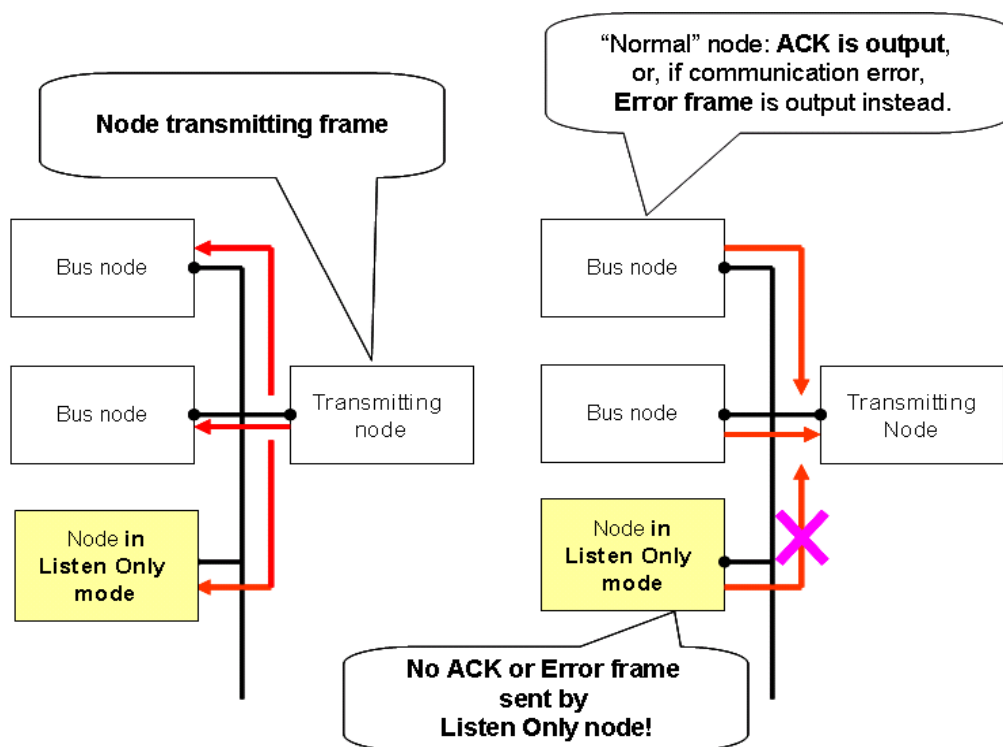 Node transmitting frame
“Normal” node: ACK is output,
or, if communication error,
Error frame is output instead.
Bus node
Bus node
Transmitting
node
Node in
Listen Only
mode
Bus node
Bus node
Transmitting
Node
Node in
Listen Only
mode
No ACK or Error frame
sent by
Listen Only node!